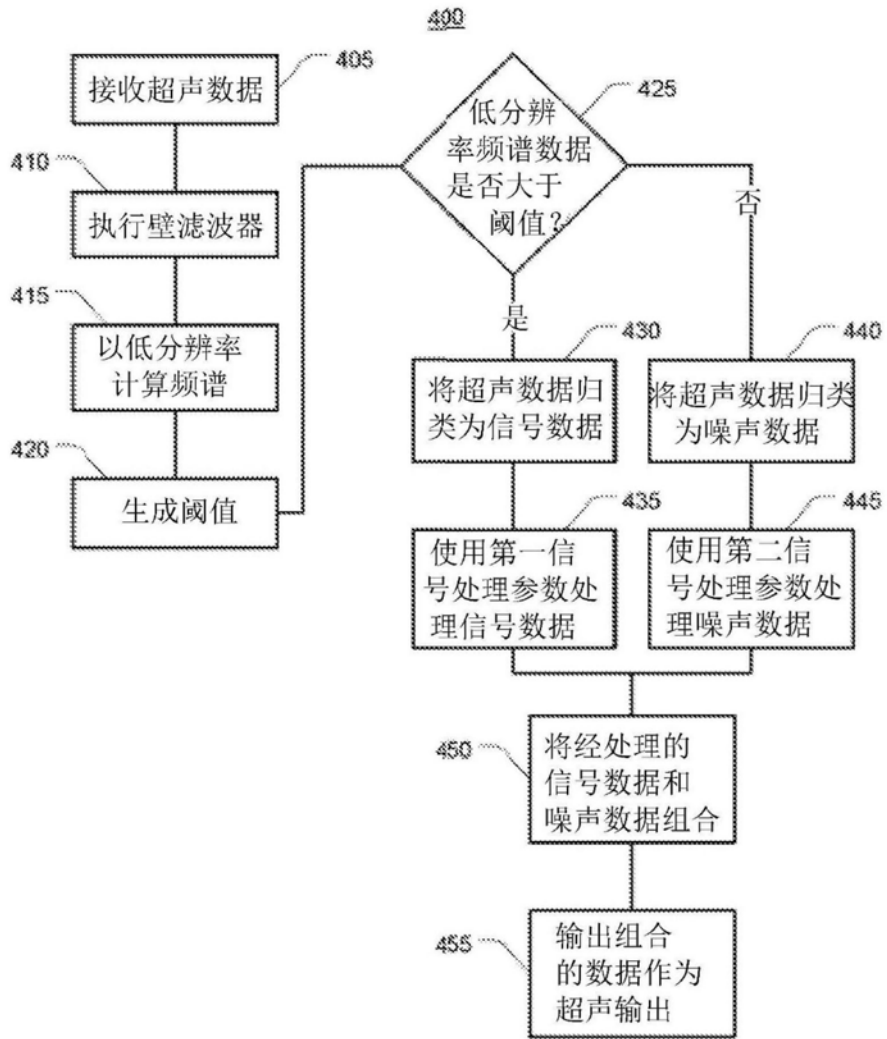 400
接收超声数据
405
410
执行壁滤波器
415
以低分辨率
计算频谱
420
生成阈值
425
低分辨
率频谱数据
是否大于
阈值？
是
否
430
将超声数据归
类为信号数据
440
将超声数据归类
为噪声数据
435
使用第一信
号处理参数处
理信号数据
445
使用第二信
号处理参数处
理噪声数据
450
将经处理的
信号数据和
噪声数据组合
455
输出组合
的数据作为
超声输出